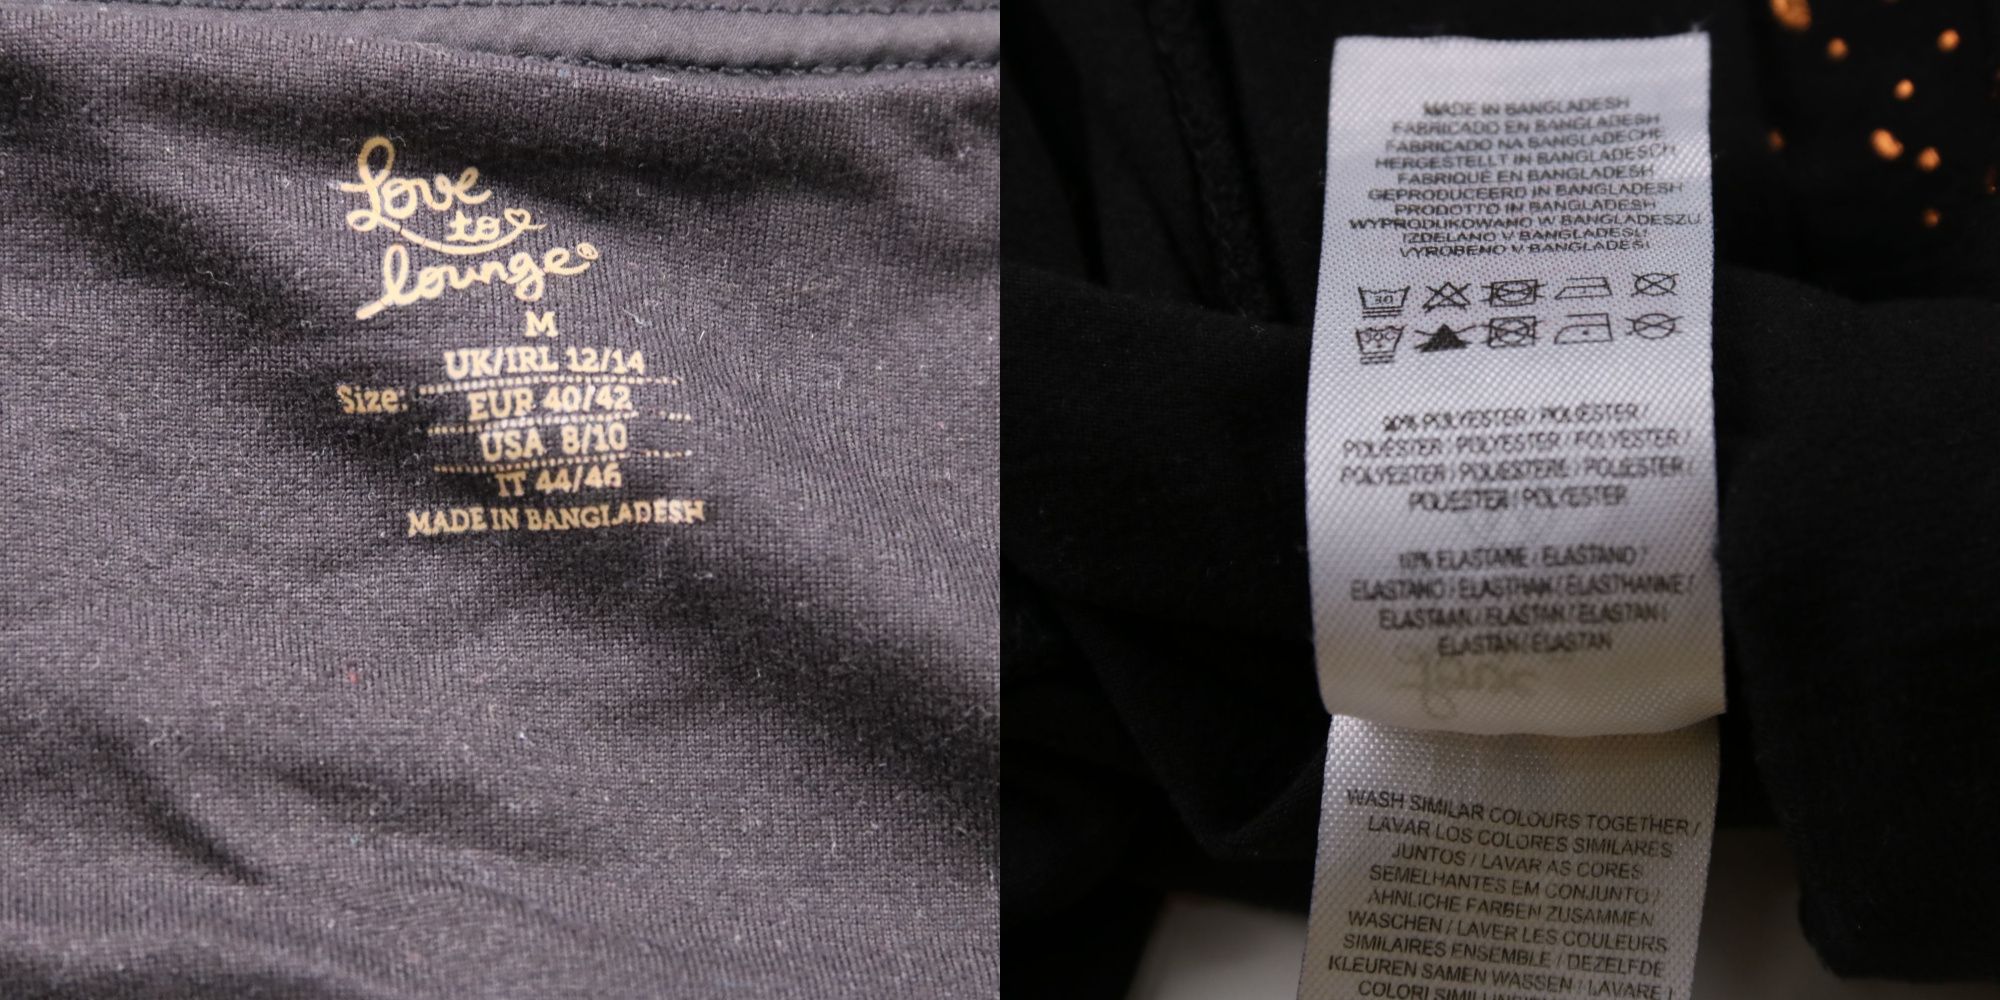 Love
to
lounge
M
UK/IRL 12/14
Size:
EUR 40/42
USA 8/10
IT 44/46
MADE IN BANGLADESH
MADE IN BANGLADESH
FABRICADO EN BANGLADESH
FABRICADO NA BANGLADECHE
HERGESTELLT IN BANGLADESCH
FABRIQUE EN BANGLADESH
GEPRODUCEERD IN BANGLADESH
PRODOTTO IN BANGLADESH
WYPRODUKOWANO W BANGLADESZU
IZDELANO V BANGLADEŠU
VYROBENO V BANGLADÉŠI
30
90% POLYESTER / POLIÉSTER /
POLIÉSTER / POLYESTER / POLYESTER /
POLYESTER / POLIESTERE / POLIESTER /
POLIESTER / POLYESTER
10% ELASTANE / ELASTANO /
ELASTANO / ELASTHAN / ELASTHANNE /
ELASTAAN / ELASTAN / ELASTAN /
ELASTAN / ELASTAN
WASH SIMILAR COLOURS TOGETHER /
LAVAR LOS COLORES SIMILARES
JUNTOS / LAVAR AS CORES
SEMELHANTES EM CONJUNTO /
ÄHNLICHE FARBEN ZUSAMMEN
WASCHEN / LAVER LES COULEURS
SIMILAIRES ENSEMBLE / DEZELFDE
KLEUREN SAMEN WASSEN / LAVARE
COLORI